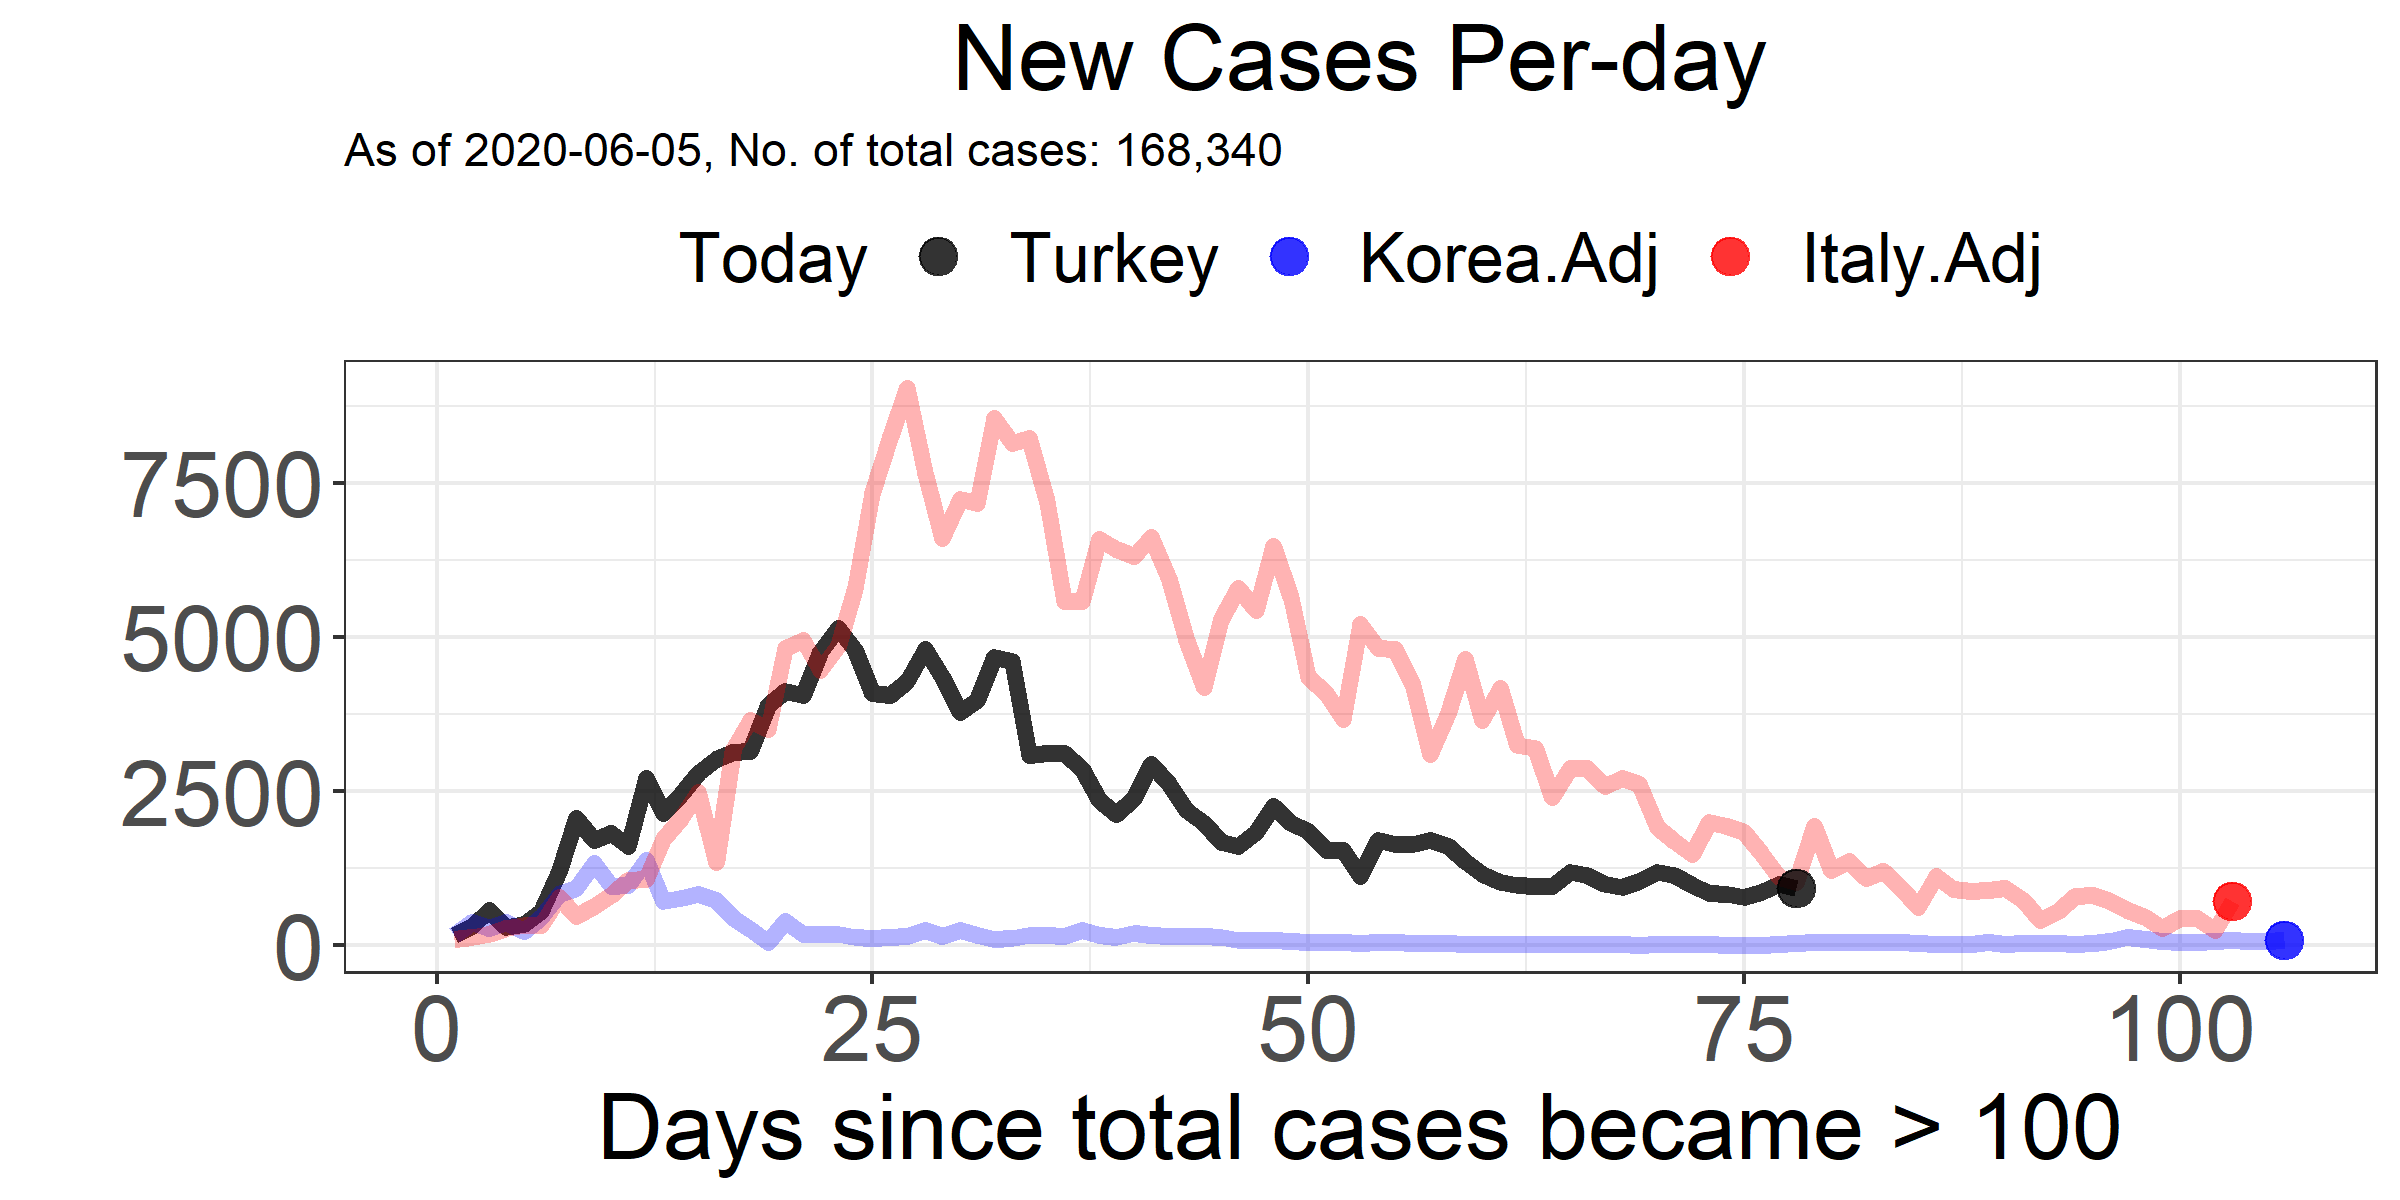 New Cases Per-day
As of 2020-06-05, No. of total cases: 168,340
Today Turkey Korea.Adj Italy.Adj
7500
5000
2500
0
0 25 50 75 100
Days since total cases became > 100